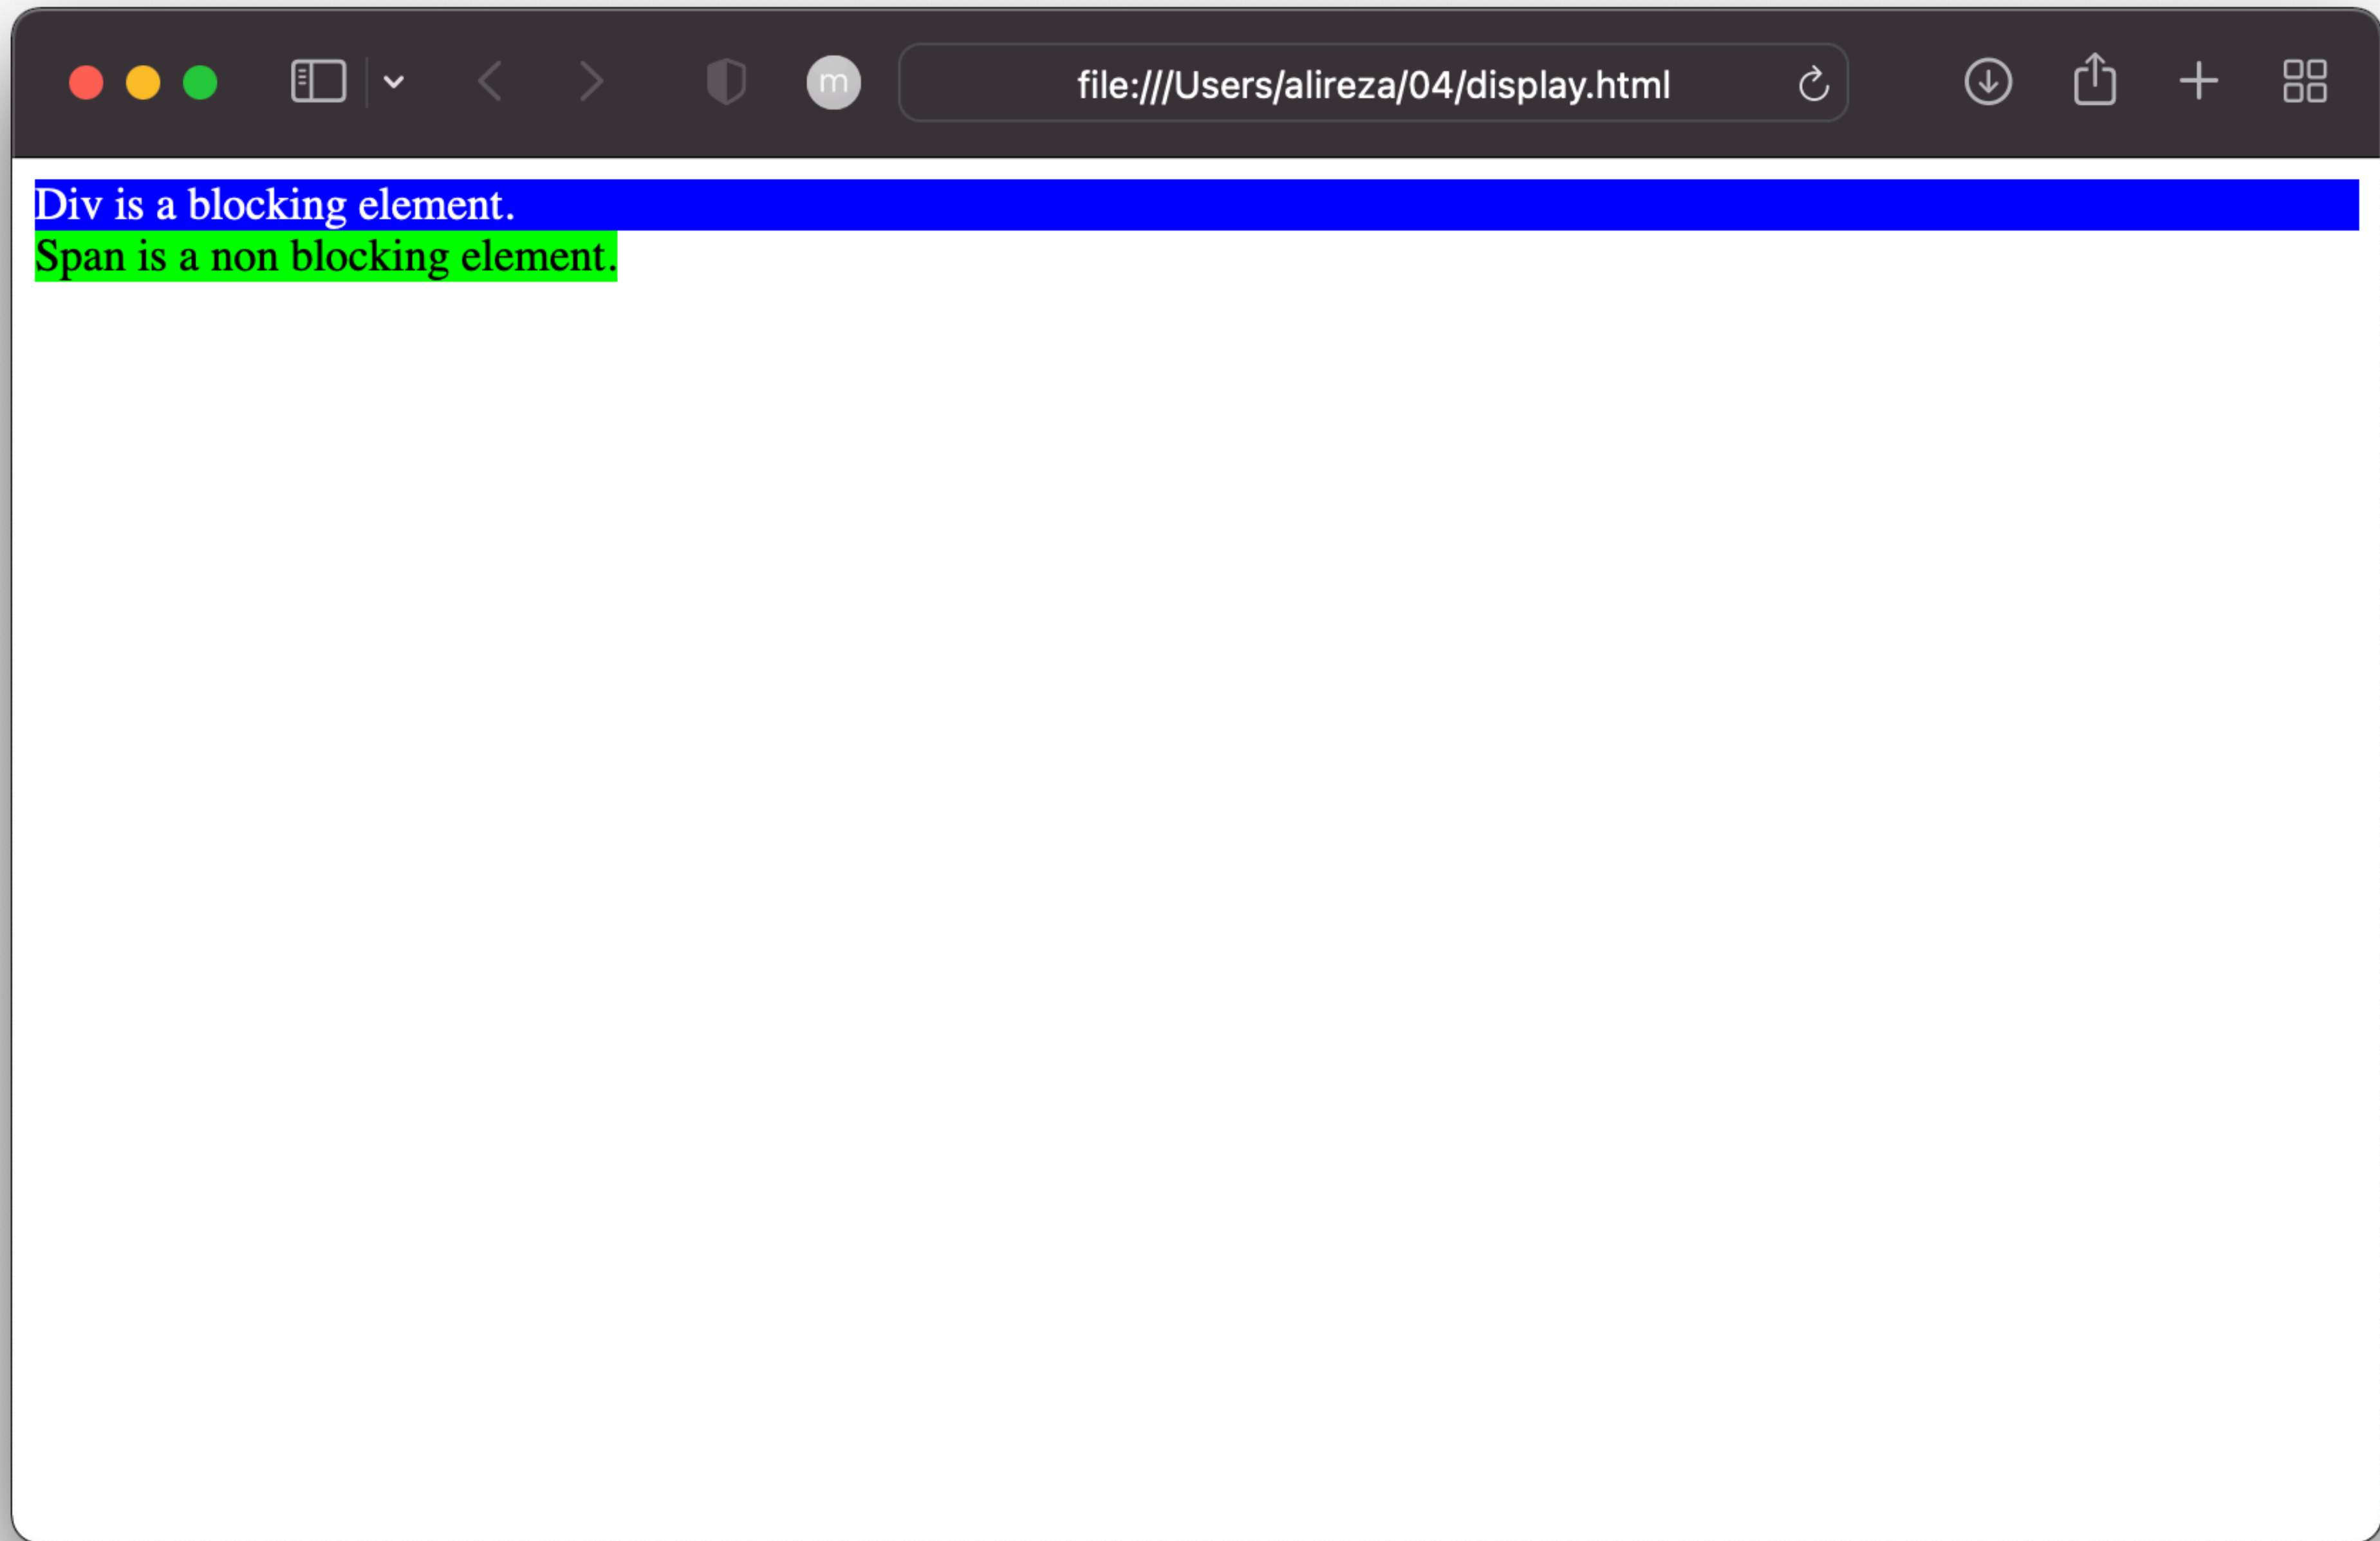 m
file:///Users/alireza/04/display.html
Div is a blocking element.
Span is a non blocking element.